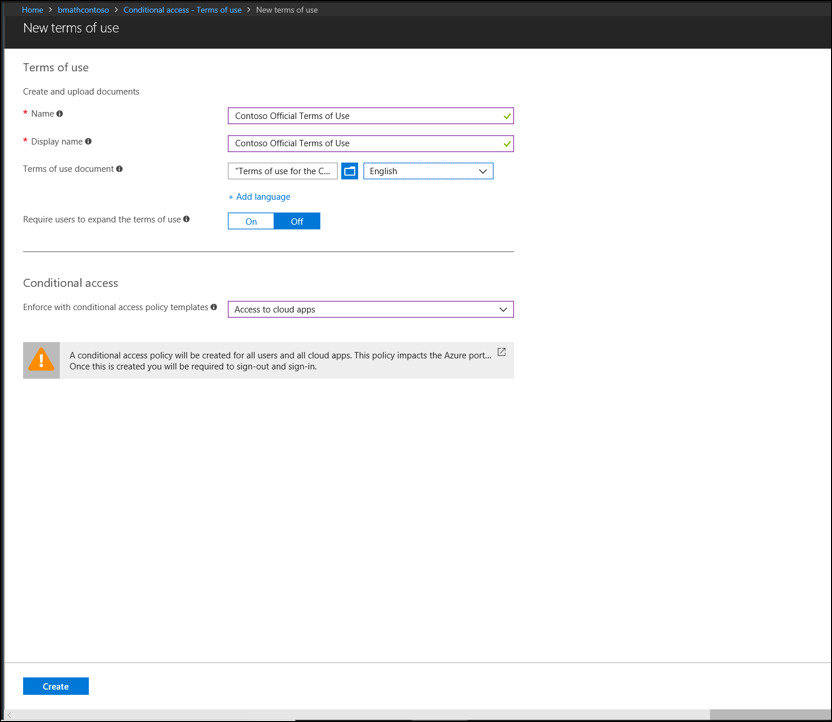 Home > bmathcontoso > Conditional access - Terms of use > New terms of use
New terms of use
Terms of use
Create and upload documents
* Name
Contoso Official Terms of Use
* Display name
Contoso Official Terms of Use
Terms of use document
"Terms of use for the C...
English
+ Add language
Require users to expand the terms of use
On
Off
Conditional access
Enforce with conditional access policy templates
Access to cloud apps
A conditional access policy will be created for all users and all cloud apps. This policy impacts the Azure port...
Once this is created you will be required to sign-out and sign-in.
Create